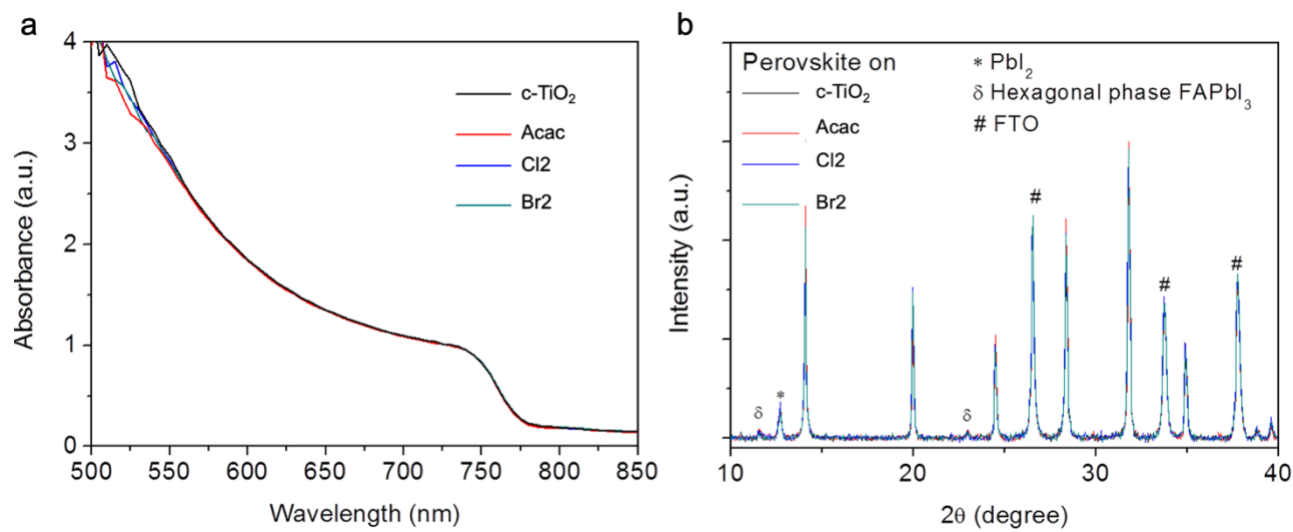 a
Absorbance (a.u.)
4
3
2
1
0
c-TiO₂
Acac
Cl2
Br2
500 550 600 650 700 750 800 850
Wavelength (nm)
b
Intensity (a.u.)
Perovskite on
c-TiO₂
Acac
Cl2
Br2
* PbI₂
δ Hexagonal phase FAPbI₃
# FTO
δ
*
δ
#
#
#
10 20 30 40
2θ (degree)